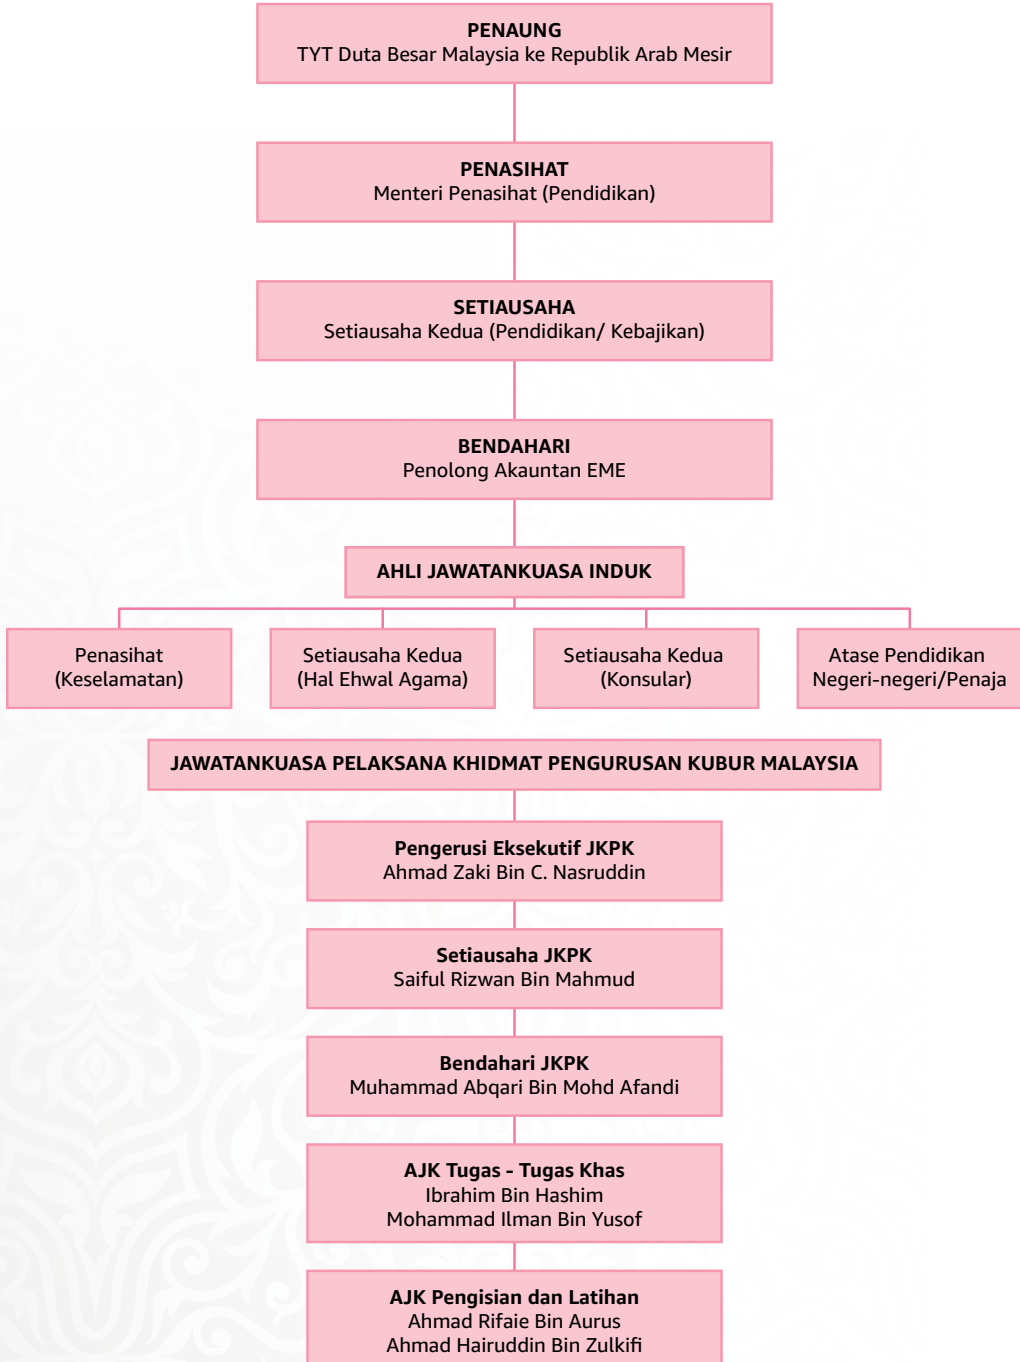 PENAUNG
TYT Duta Besar Malaysia ke Republik Arab Mesir
PENASIHAT
Menteri Penasihat (Pendidikan)
SETIAUSAHA
Setiausaha Kedua (Pendidikan/ Kebajikan)
BENDAHARI
Penolong Akauntan EME
AHLI JAWATANKUASA INDUK
Penasihat
(Keselamatan)
Setiausaha Kedua
(Hal Ehwal Agama)
Setiausaha Kedua
(Konsular)
Atase Pendidikan
Negeri-negeri/Penaja
JAWATANKUASA PELAKSANA KHIDMAT PENGURUSAN KUBUR MALAYSIA
Pengerusi Eksekutif JKPK
Ahmad Zaki Bin C. Nasruddin
Setiausaha JKPK
Saiful Rizwan Bin Mahmud
Bendahari JKPK
Muhammad Abqari Bin Mohd Afandi
AJK Tugas - Tugas Khas
Ibrahim Bin Hashim
Mohammad Ilman Bin Yusof
AJK Pengisian dan Latihan
Ahmad Rifaie Bin Aurus
Ahmad Hairuddin Bin Zulkifi